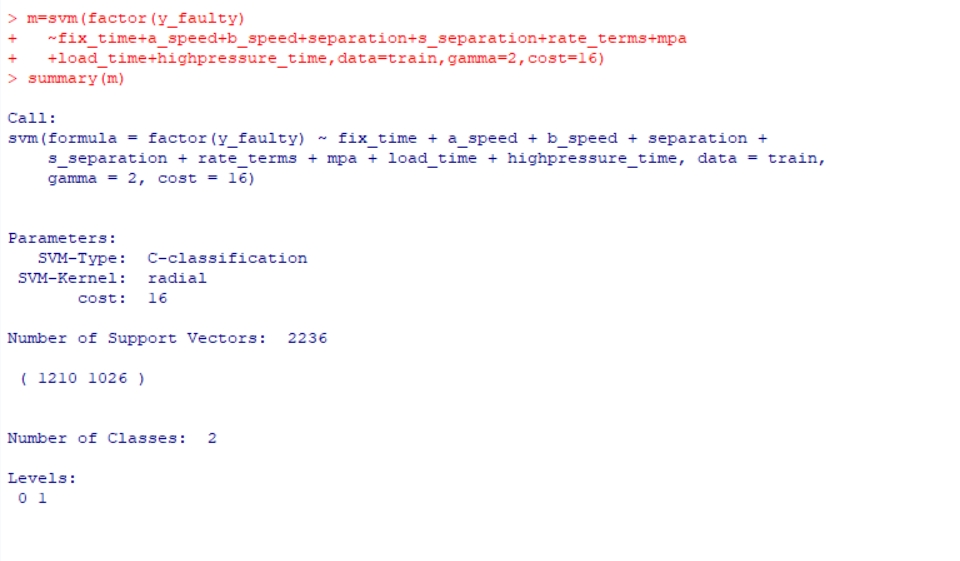 > m=svm(factor(y_faulty)
+   ~fix_time+a_speed+b_speed+separation+s_separation+rate_terms+mpa
+   +load_time+highpressure_time,data=train,gamma=2,cost=16)
> summary(m)
Call:
svm(formula = factor(y_faulty) ~ fix_time + a_speed + b_speed + separation +
    s_separation + rate_terms + mpa + load_time + highpressure_time, data = train,
    gamma = 2, cost = 16)
Parameters:
   SVM-Type:  C-classification
 SVM-Kernel:  radial
       cost:  16
Number of Support Vectors:  2236
 ( 1210 1026 )
Number of Classes:  2
Levels:
 0 1